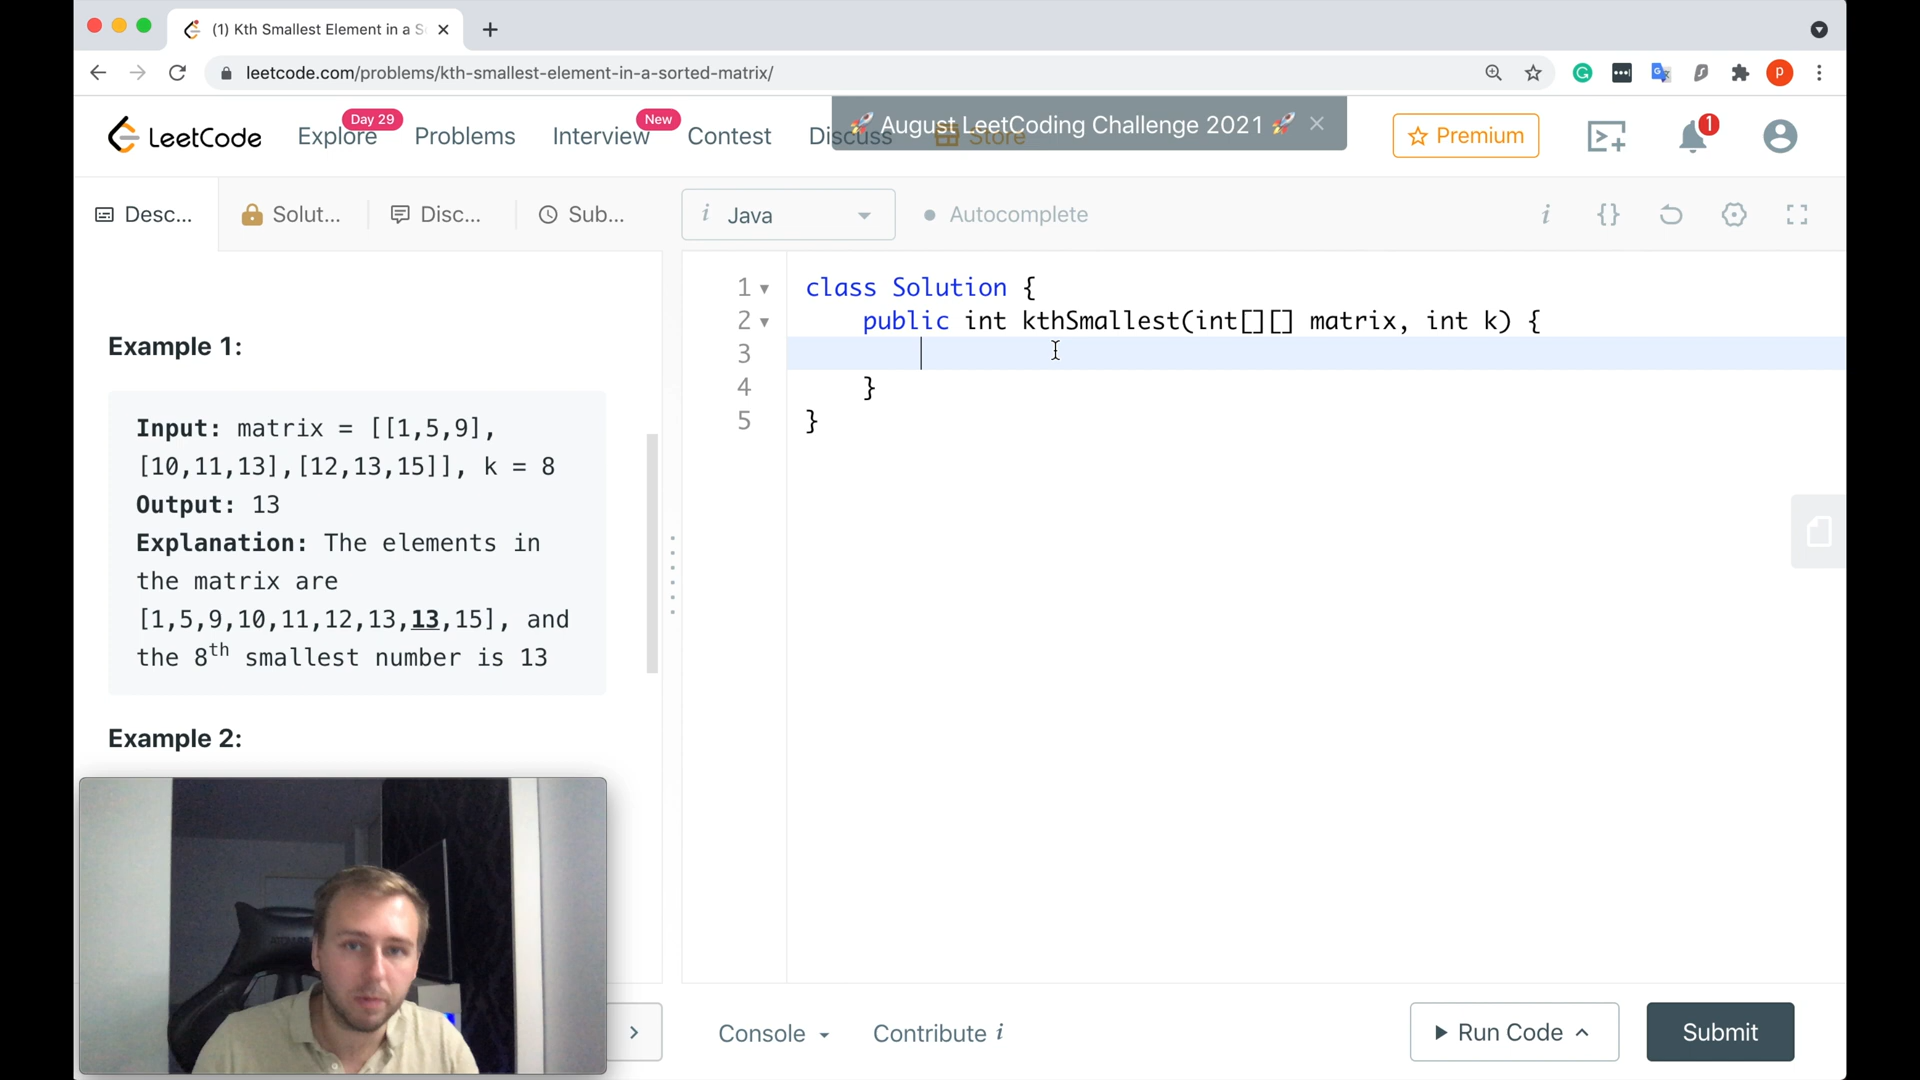 (1) Kth Smallest Element in a S
leetcode.com/problems/kth-smallest-element-in-a-sorted-matrix/
P
LeetCode
Explore
Day 29
Problems
Interview
New
Contest
Discuss
Store
🚀 August LeetCoding Challenge 2021 🚀
Premium
1
Desc...
Solut...
Disc...
Sub...
i Java
Autocomplete
i
{}
Example 1:
Input: matrix = [[1,5,9],
[10,11,13],[12,13,15]], k = 8
Output: 13
Explanation: The elements in
the matrix are
[1,5,9,10,11,12,13,13,15], and
the 8th smallest number is 13
Example 2:
1 class Solution {
2 public int kthSmallest(int[][] matrix, int k) {
3
4 }
5 }
Console
Contribute i
Run Code
Submit